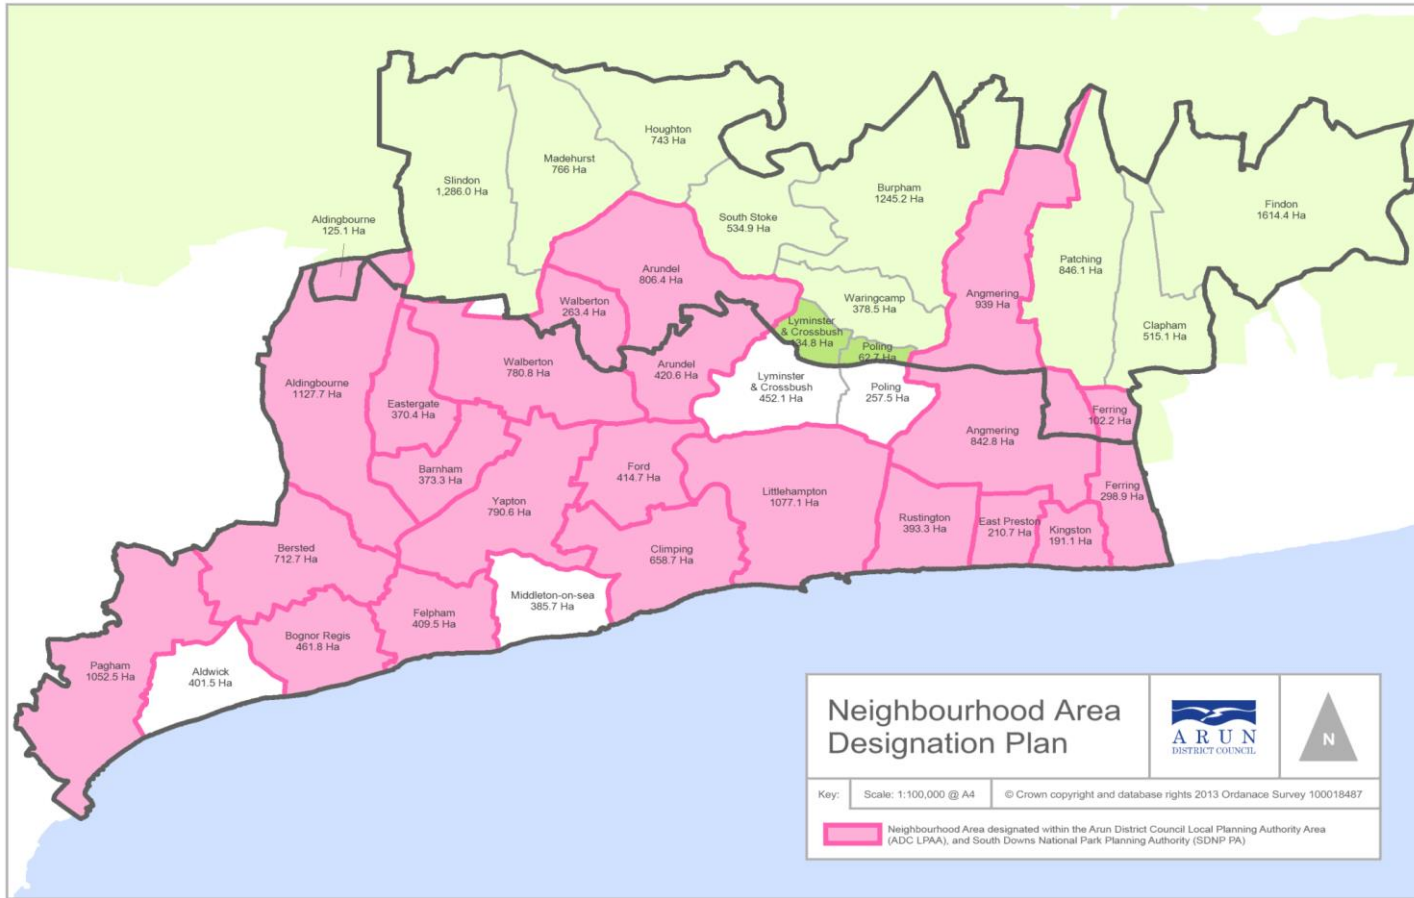 Houghton
743 Ha
Madehurst
766 Ha
Slindon
1,286.0 Ha
Burpham
1245.2 Ha
Findon
1614.4 Ha
Aldingbourne
125.1 Ha
South Stoke
534.9 Ha
Patching
846.1 Ha
Arundel
806.4 Ha
Angmering
939 Ha
Walberton
263.4 Ha
Waringcamp
378.5 Ha
Clapham
515.1 Ha
Lyminster
& Crossbush
134.8 Ha
Poling
62.7 Ha
Walberton
780.8 Ha
Arundel
420.6 Ha
Lyminster
& Crossbush
452.1 Ha
Poling
257.5 Ha
Aldingbourne
1127.7 Ha
Eastergate
370.4 Ha
Ferring
102.2 Ha
Angmering
842.8 Ha
Barnham
373.3 Ha
Ford
414.7 Ha
Yapton
790.6 Ha
Littlehampton
1077.1 Ha
Ferring
298.9 Ha
Rustington
393.3 Ha
East Preston
210.7 Ha
Kingston
191.1 Ha
Bersted
712.7 Ha
Climping
658.7 Ha
Middleton-on-sea
385.7 Ha
Felpham
409.5 Ha
Bognor Regis
461.8 Ha
Pagham
1052.5 Ha
Aldwick
401.5 Ha
Neighbourhood Area
Designation Plan
ARUN
DISTRICT COUNCIL
N
Key:
Scale: 1:100,000 @ A4
© Crown copyright and database rights 2013 Ordanace Survey 100018487
Neighbourhood Area designated within the Arun District Council Local Planning Authority Area
(ADC LPAA), and South Downs National Park Planning Authority (SDNP PA)